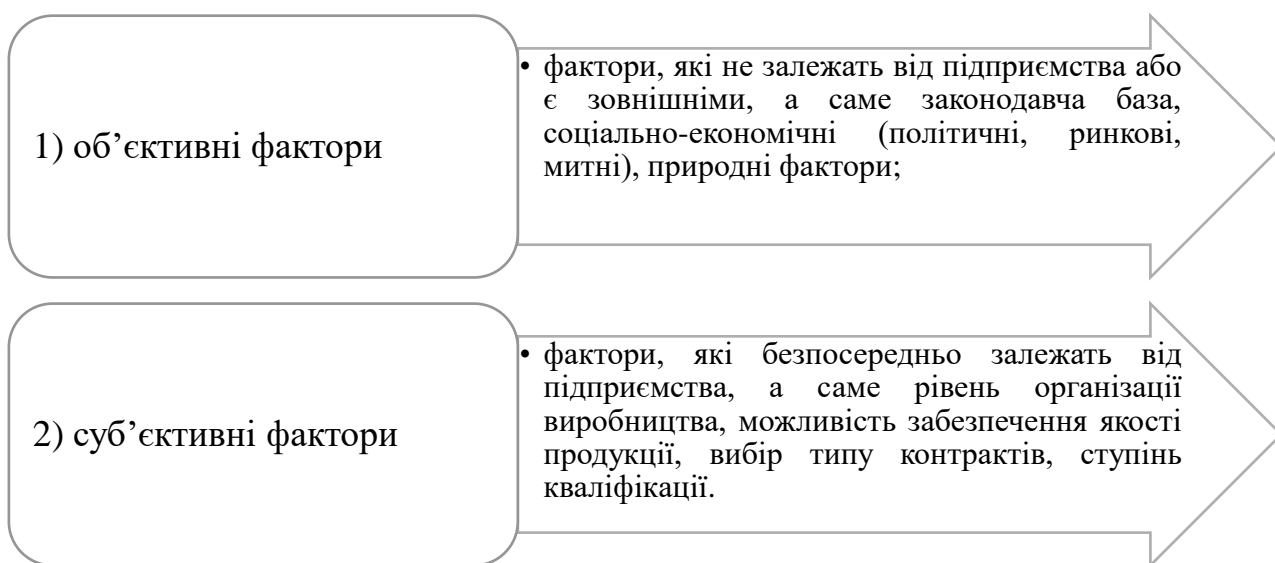 1) об’єктивні фактори
• фактори, які не залежать від підприємства або
є зовнішніми, а саме законодавча база,
соціально-економічні (політичні, ринкові,
митні), природні фактори;
2) суб’єктивні фактори
• фактори, які безпосередньо залежать від
підприємства, а саме рівень організації
виробництва, можливість забезпечення якості
продукції, вибір типу контрактів, ступінь
кваліфікації.